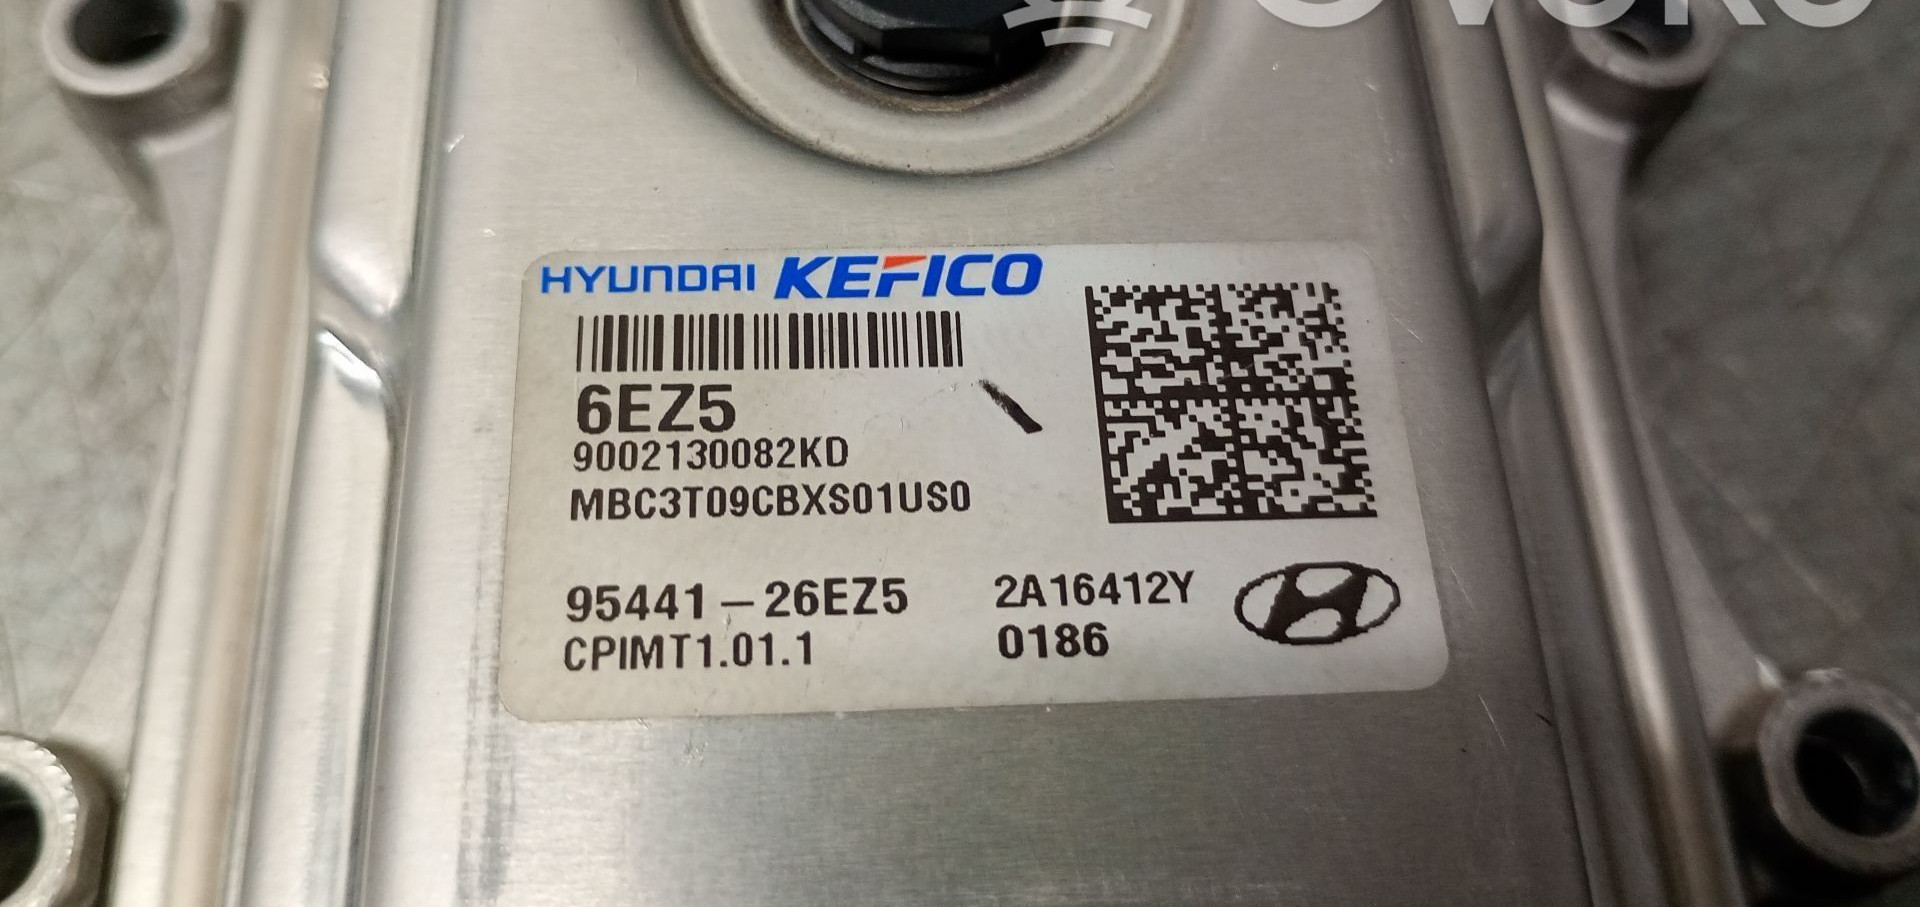 HYUNDAI KEFICO
6EZ5
9002130082KD
MBC3T09CBXS01US0
95441-26EZ5 2A16412Y
CPIMT1.01.1 0186